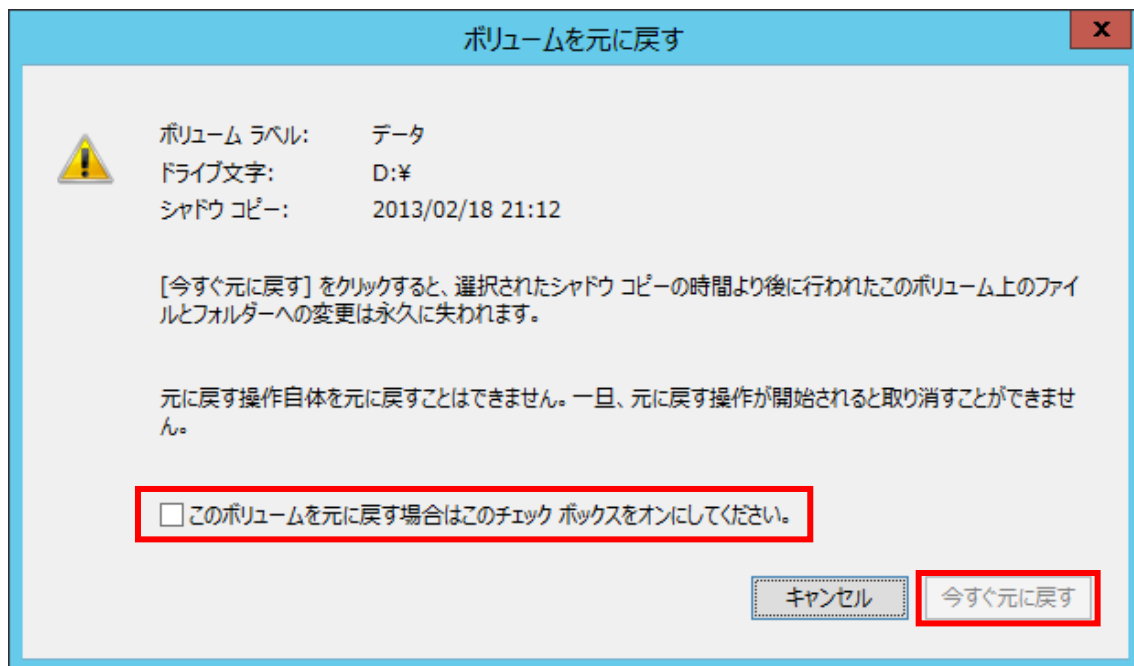 ボリュームを元に戻す
x
ボリューム ラベル: データ
ドライブ文字: D:¥
シャドウ コピー: 2013/02/18 21:12
[今すぐ元に戻す] をクリックすると、選択されたシャドウ コピーの時間より後に行われたこのボリューム上のファイ
ルとフォルダーへの変更は永久に失われます。
元に戻す操作自体を元に戻すことはできません。一旦、元に戻す操作が開始されると取り消すことができませ
ん。
このボリュームを元に戻す場合はこのチェック ボックスをオンにしてください。
キャンセル
今すぐ元に戻す